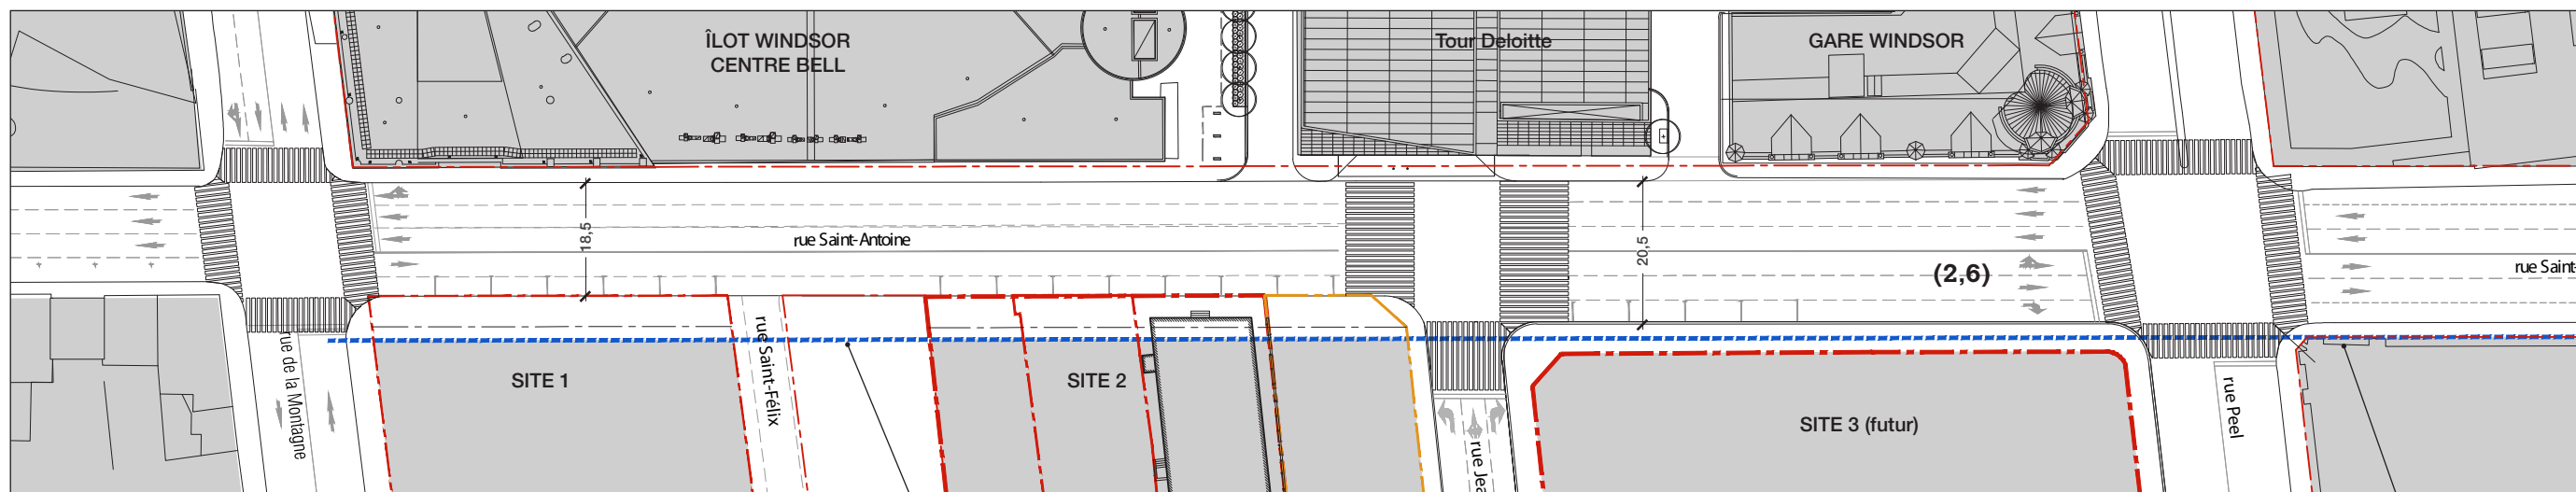 ÎLOT WINDSOR
CENTRE BELL
Tour Deloitte
GARE WINDSOR
18,5
rue Saint-Antoine
20,5
(2,6)
rue Saint-
rue de la Montagne
SITE 1
rue Saint-Félix
SITE 2
rue Jea
SITE 3 (futur)
rue Peel